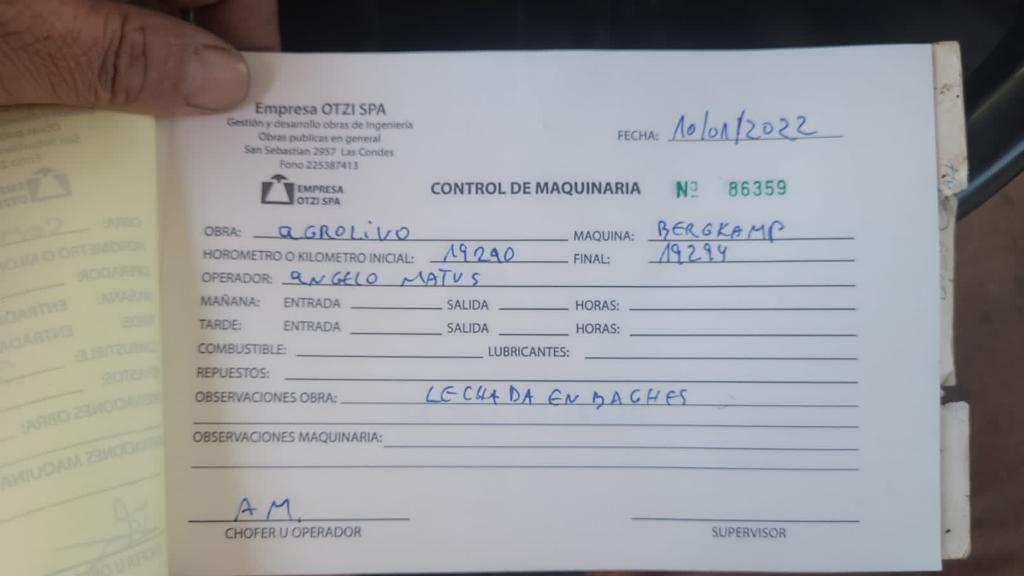 Empresa OTZI SPA
Gestión y desarrollo obras de Ingeniería
Obras publicas en general
San Sebastian 2957 Las Condes
Fono 225387413
EMPRESA
OTZI SPA
FECHA: 10/01/2022
CONTROL DE MAQUINARIA Nº 86359
OBRA: AGROLIVO MAQUINA: BERGKAMP
HOROMETRO O KILOMETRO INICIAL: 19290 FINAL: 19294
OPERADOR: ANGELO MATUS
MAÑANA: ENTRADA SALIDA HORAS:
TARDE: ENTRADA SALIDA HORAS:
COMBUSTIBLE: LUBRICANTES:
REPUESTOS:
OBSERVACIONES OBRA: LECHADA EN BACHES
OBSERVACIONES MAQUINARIA:
A M.
CHOFER U OPERADOR SUPERVISOR